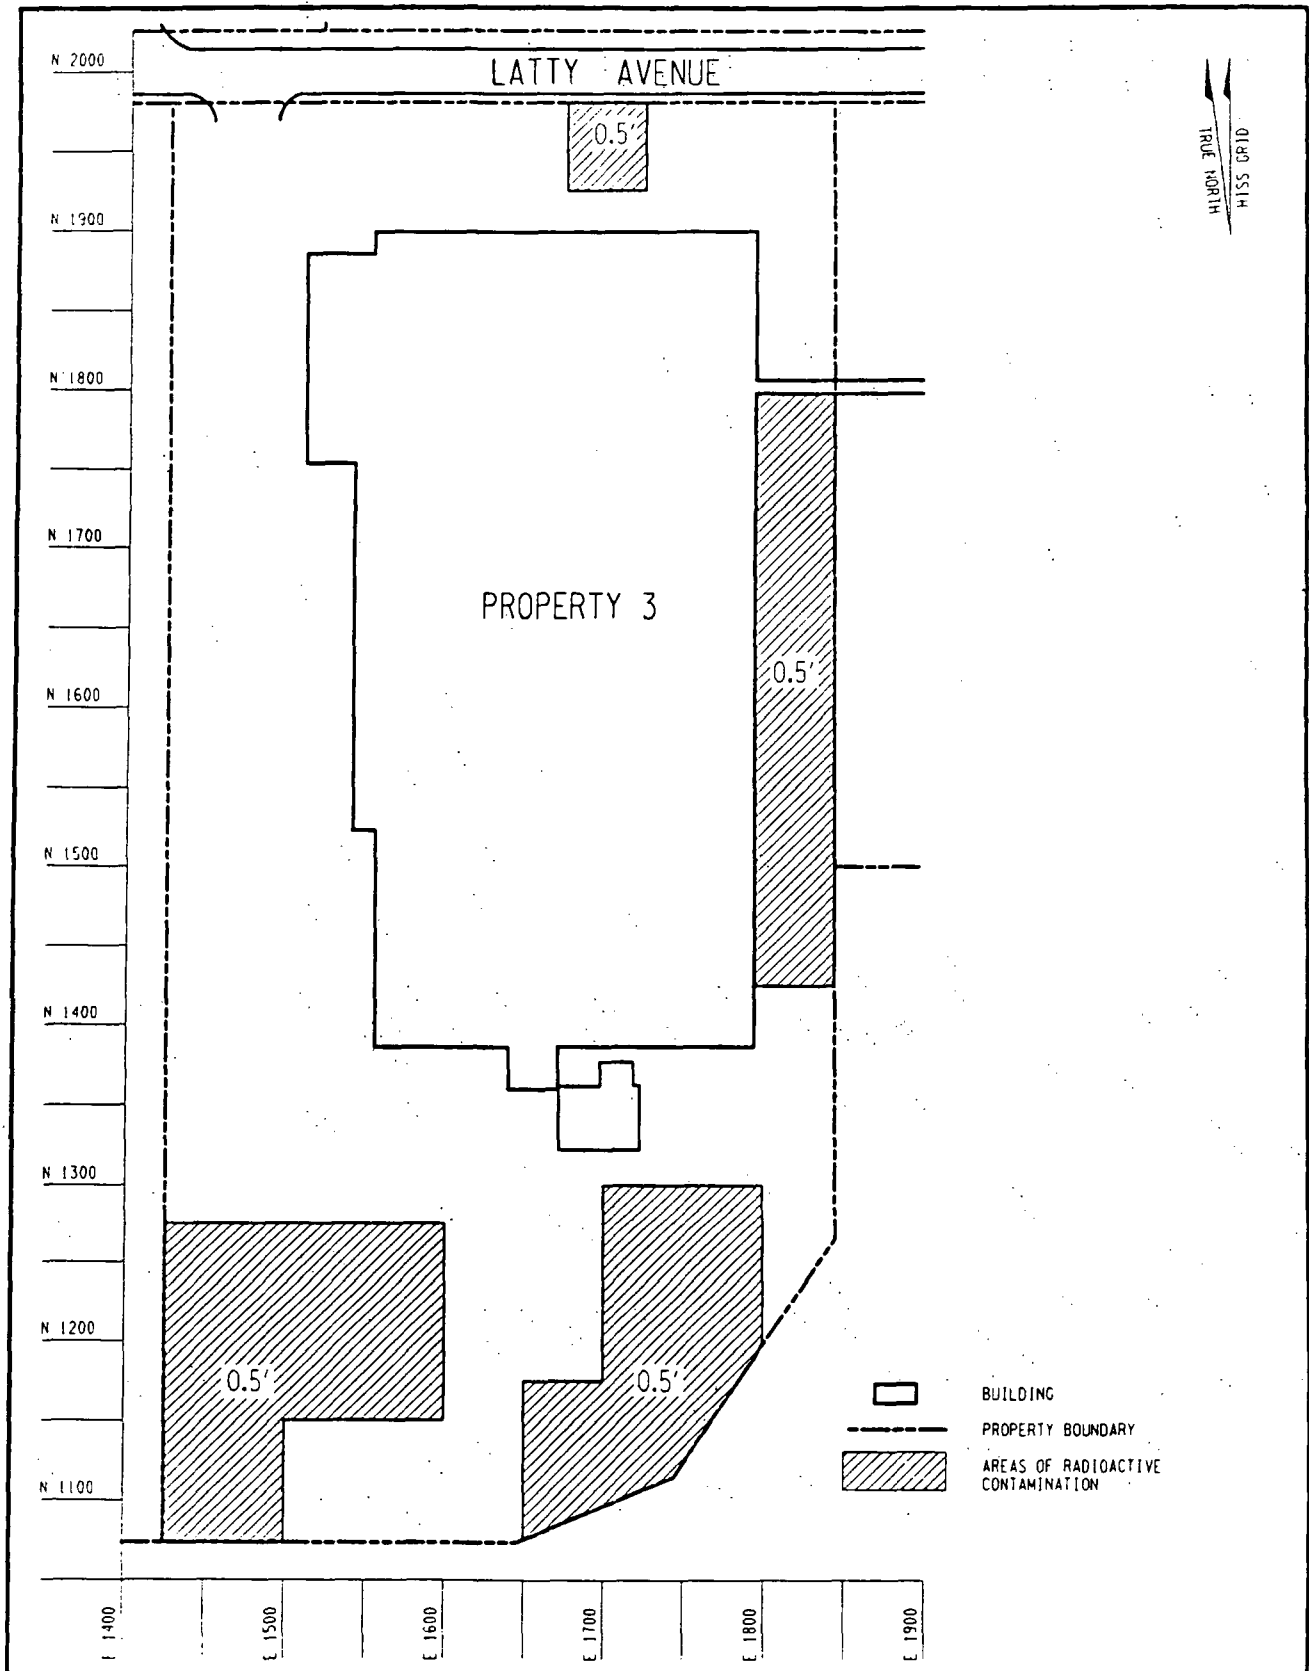 N 2000
LATTY AVENUE
0.5'
TRUE NORTH
HISS GRID
N 1900
N 1800
N 1700
PROPERTY 3
0.5'
N 1600
N 1500
N 1400
N 1300
N 1200
0.5'
0.5'
BUILDING
PROPERTY BOUNDARY
AREAS OF RADIOACTIVE
CONTAMINATION
N 1100
E 1400
E 1500
E 1600
E 1700
E 1800
E 1900